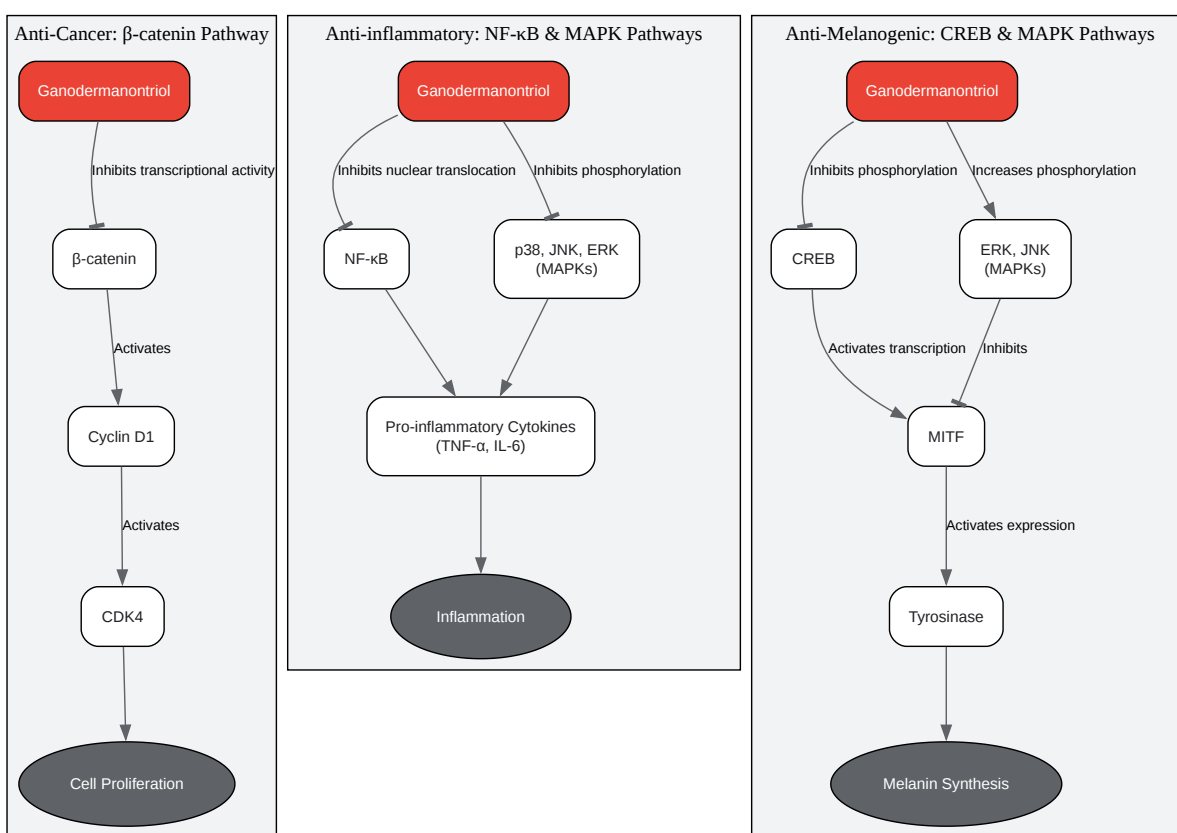 Anti-Cancer: β-catenin Pathway
Ganodermanontriol
Inhibits transcriptional activity
β-catenin
Activates
Cyclin D1
Activates
CDK4
Cell Proliferation
Anti-inflammatory: NF-κB & MAPK Pathways
Ganodermanontriol
Inhibits nuclear translocation
Inhibits phosphorylation
NF-κB
p38, JNK, ERK
(MAPKs)
Pro-inflammatory Cytokines
(TNF-α, IL-6)
Inflammation
Anti-Melanogenic: CREB & MAPK Pathways
Ganodermanontriol
Inhibits phosphorylation
Increases phosphorylation
CREB
ERK, JNK
(MAPKs)
Activates transcription
Inhibits
MITF
Activates expression
Tyrosinase
Melanin Synthesis